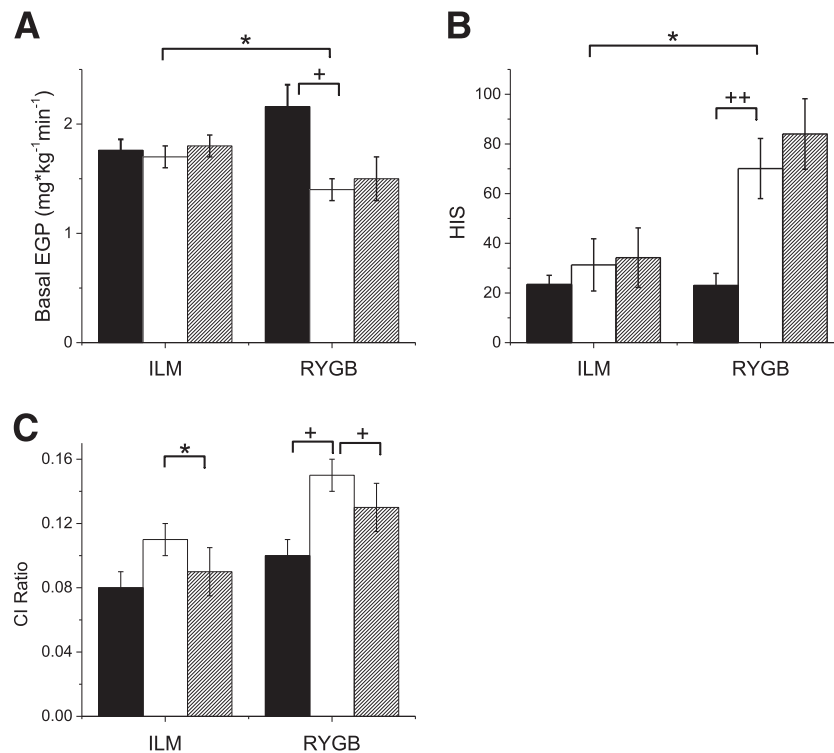 A
*
+
Basal EGP (mg*kg⁻¹min⁻¹)
2
1
0
ILM
RYGB
B
*
++
HIS
100
80
60
40
20
0
ILM
RYGB
C
*
+
+
CI Ratio
0.16
0.12
0.08
0.04
0.00
ILM
RYGB